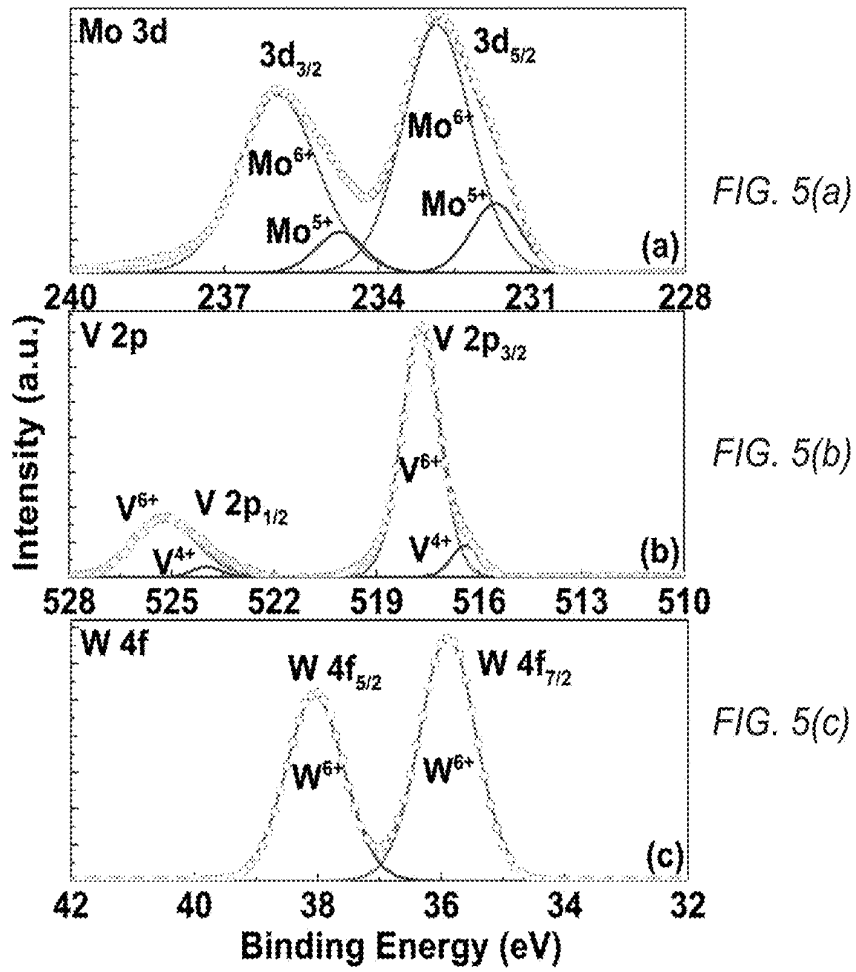 Mo 3d
3d3/2
3d5/2
Mo6+
Mo6+
Mo5+
Mo5+
(a)
FIG. 5(a)
240 237 234 231 228
Intensity (a.u.)
V 2p
V 2p3/2
V6+
V6+
V 2p1/2
V4+
V4+
(b)
FIG. 5(b)
528 525 522 519 516 513 510
W 4f
W 4f5/2
W 4f7/2
W6+
W6+
(c)
FIG. 5(c)
42 40 38 36 34 32
Binding Energy (eV)